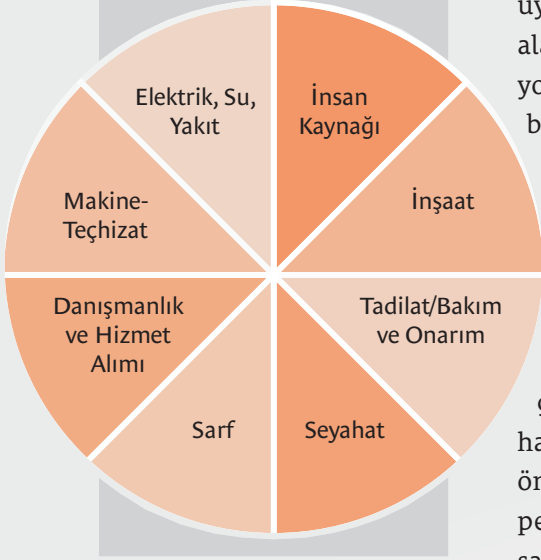 Elektrik, Su,
Yakıt
İnsan
Kaynağı
İnşaat
Tadilat/Bakım
ve Onarım
Seyahat
Sarf
Danışmanlık
ve Hizmet
Alımı
Makine-
Teçhizat